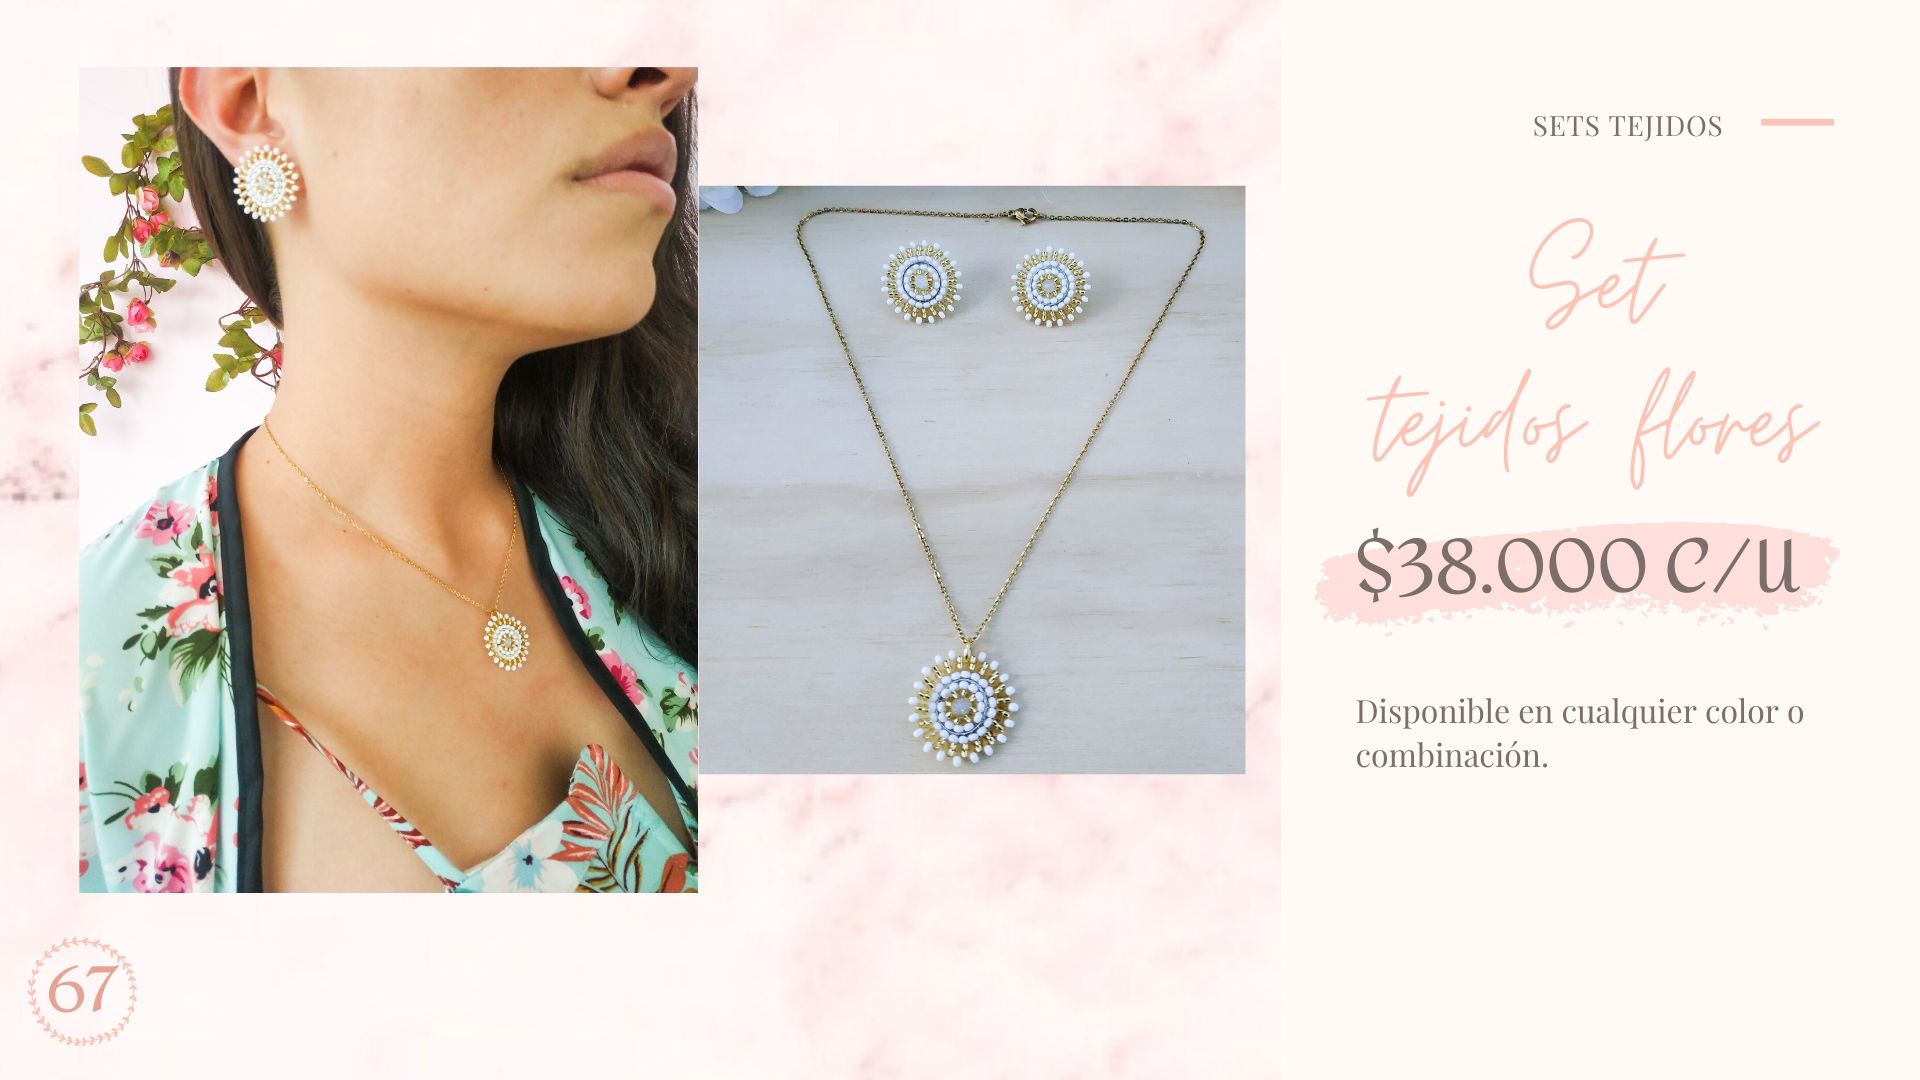 SETS TEJIDOS
Set
tejidos flores
$38.000 C/U
Disponible en cualquier color o
combinación.
67